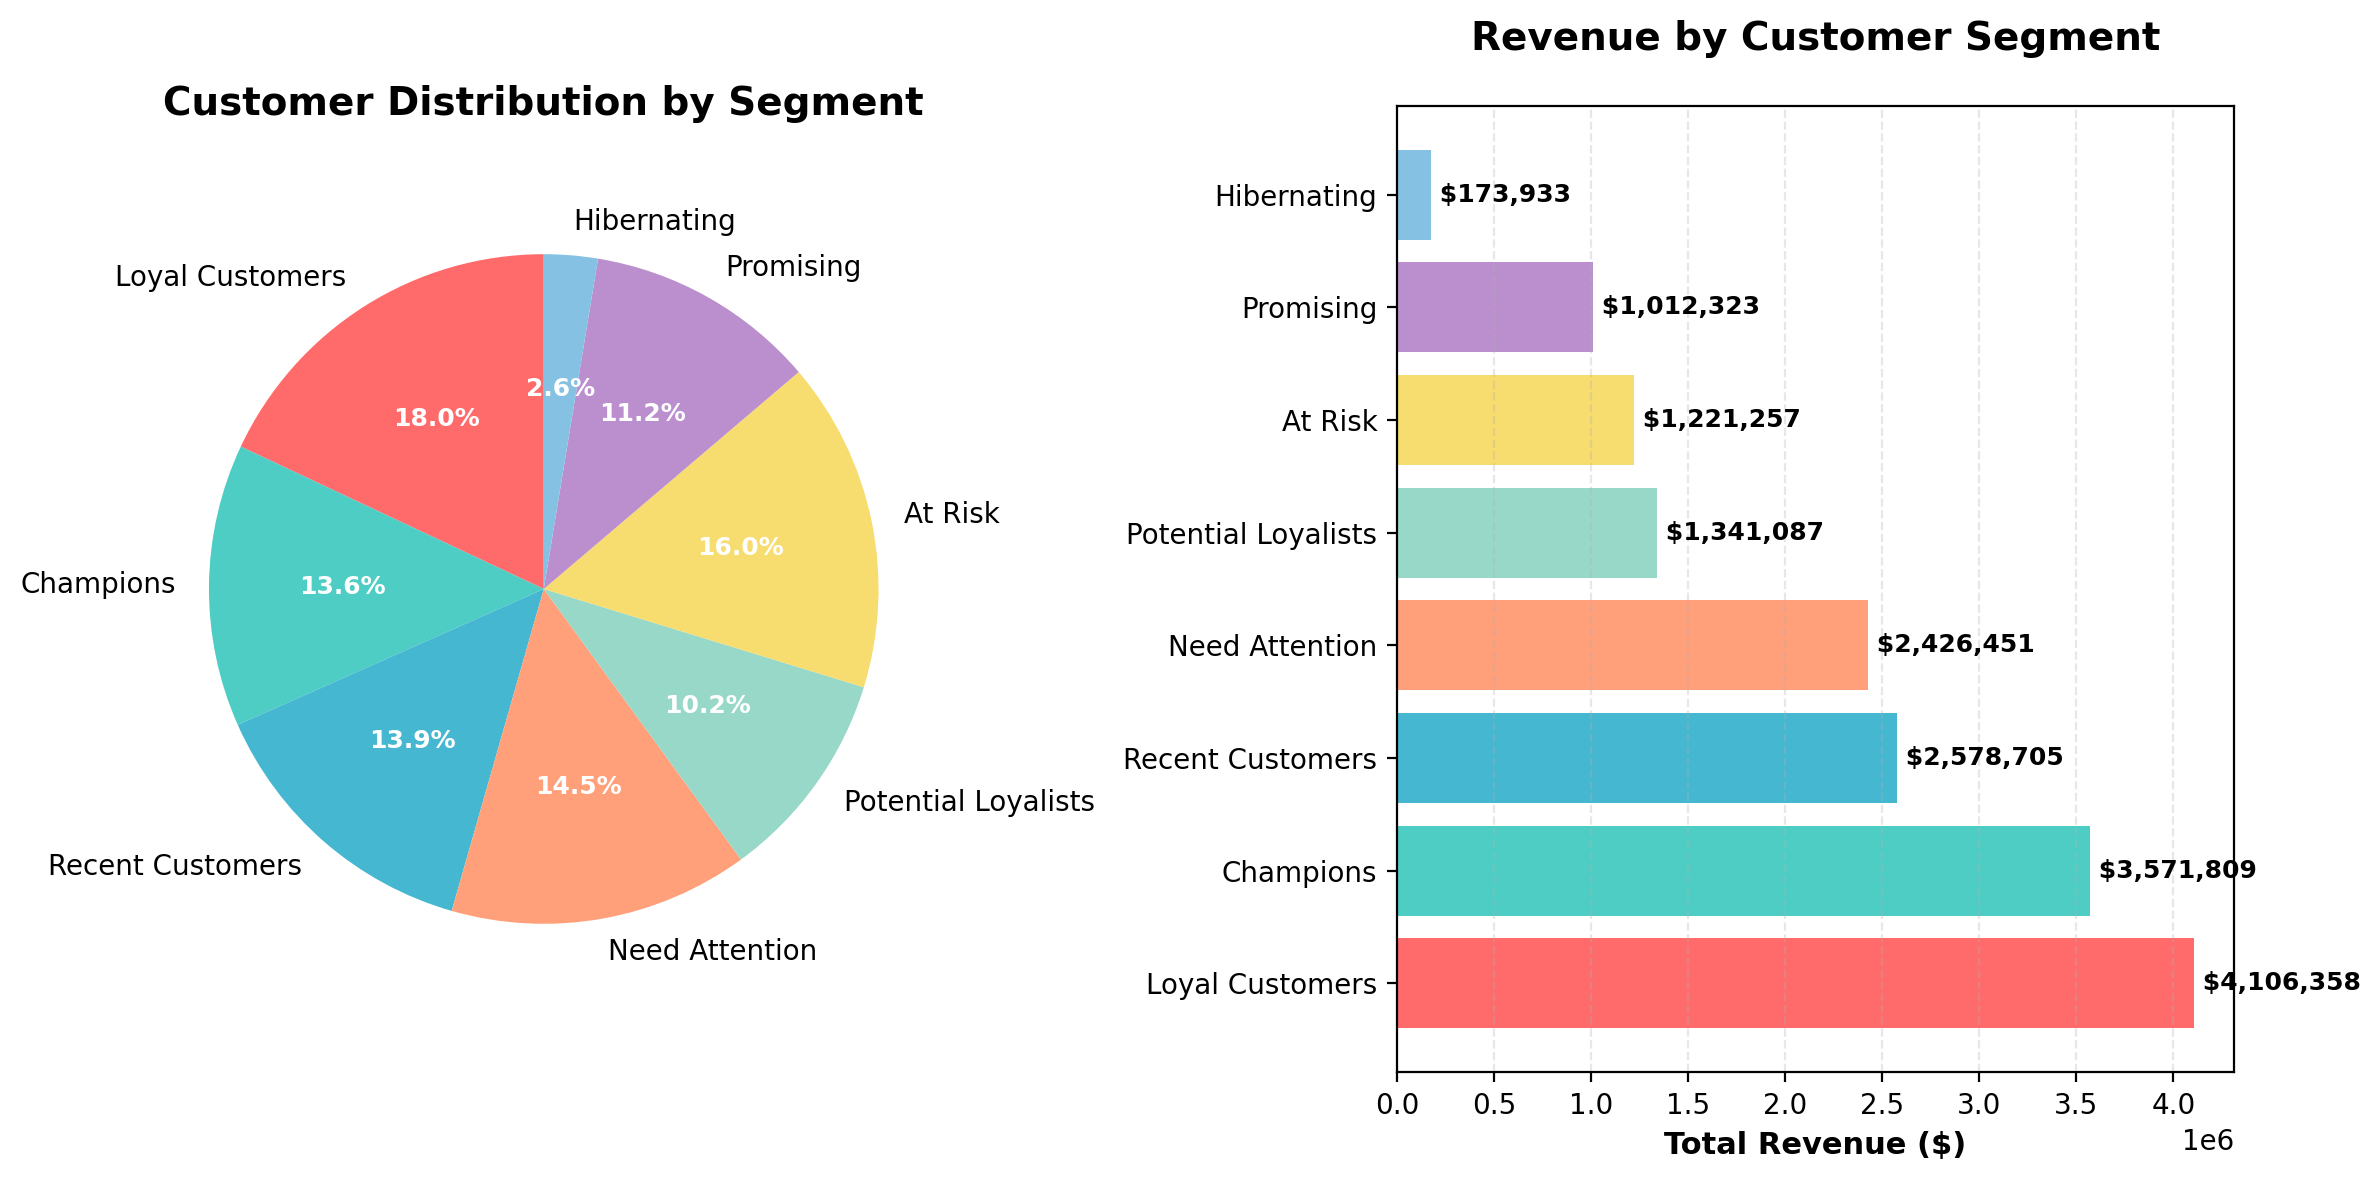 Customer Distribution by Segment
Hibernating
Promising
Loyal Customers
2.6%
11.2%
18.0%
At Risk
16.0%
Champions
13.6%
10.2%
13.9%
14.5%
Potential Loyalists
Recent Customers
Need Attention
Revenue by Customer Segment
Hibernating $173,933
Promising $1,012,323
At Risk $1,221,257
Potential Loyalists $1,341,087
Need Attention $2,426,451
Recent Customers $2,578,705
Champions $3,571,809
Loyal Customers $4,106,358
0.0 0.5 1.0 1.5 2.0 2.5 3.0 3.5 4.0
1e6
Total Revenue ($)